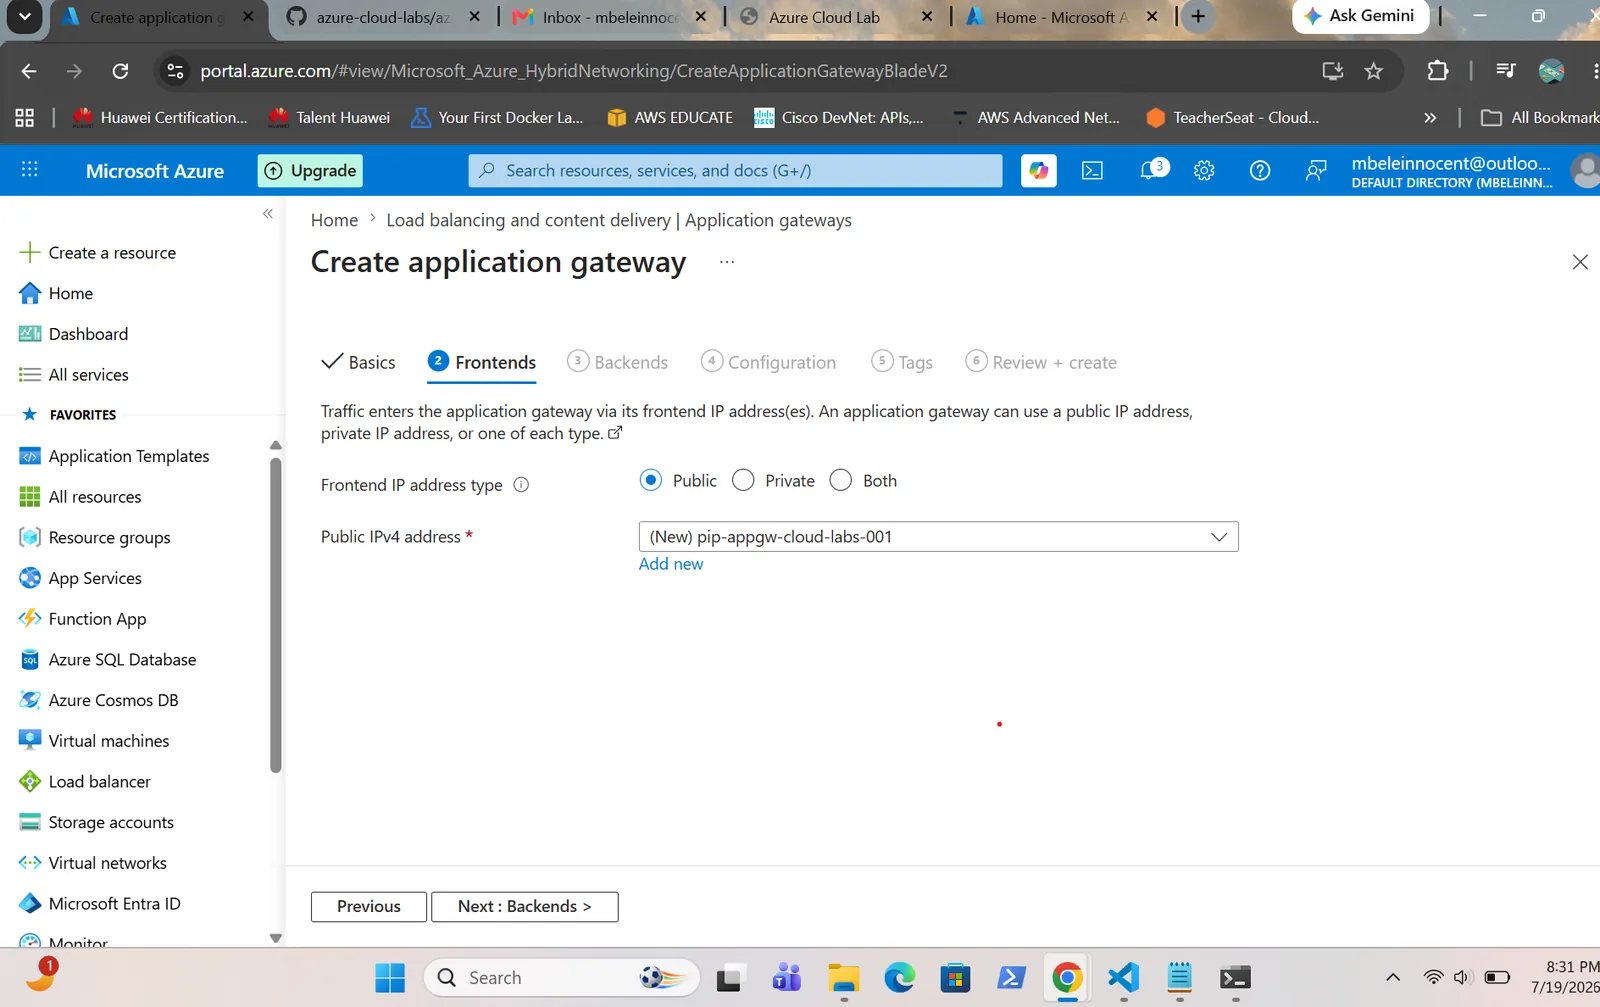 Create application g
azure-cloud-labs/az
Inbox - mbeleinnoce
Azure Cloud Lab
Home - Microsoft A
Ask Gemini
portal.azure.com/#view/Microsoft_Azure_HybridNetworking/CreateApplicationGatewayBladeV2
Huawei Certification...
Talent Huawei
Your First Docker La...
AWS EDUCATE
Cisco DevNet: APIs,...
AWS Advanced Net...
TeacherSeat - Cloud...
All Bookmark
Microsoft Azure
Upgrade
Search resources, services, and docs (G+/)
3
mbeleinnocent@outloo...
DEFAULT DIRECTORY (MBELEINN...
Create a resource
Home
Dashboard
All services
FAVORITES
Application Templates
All resources
Resource groups
App Services
Function App
Azure SQL Database
Azure Cosmos DB
Virtual machines
Load balancer
Storage accounts
Virtual networks
Microsoft Entra ID
Monitor
Home > Load balancing and content delivery | Application gateways
Create application gateway ...
Basics
2 Frontends
3 Backends
4 Configuration
5 Tags
6 Review + create
Traffic enters the application gateway via its frontend IP address(es). An application gateway can use a public IP address,
private IP address, or one of each type.
Frontend IP address type
Public
Private
Both
Public IPv4 address *
(New) pip-appgw-cloud-labs-001
Add new
Previous
Next : Backends >
1
Search
8:31 PM
7/19/2026